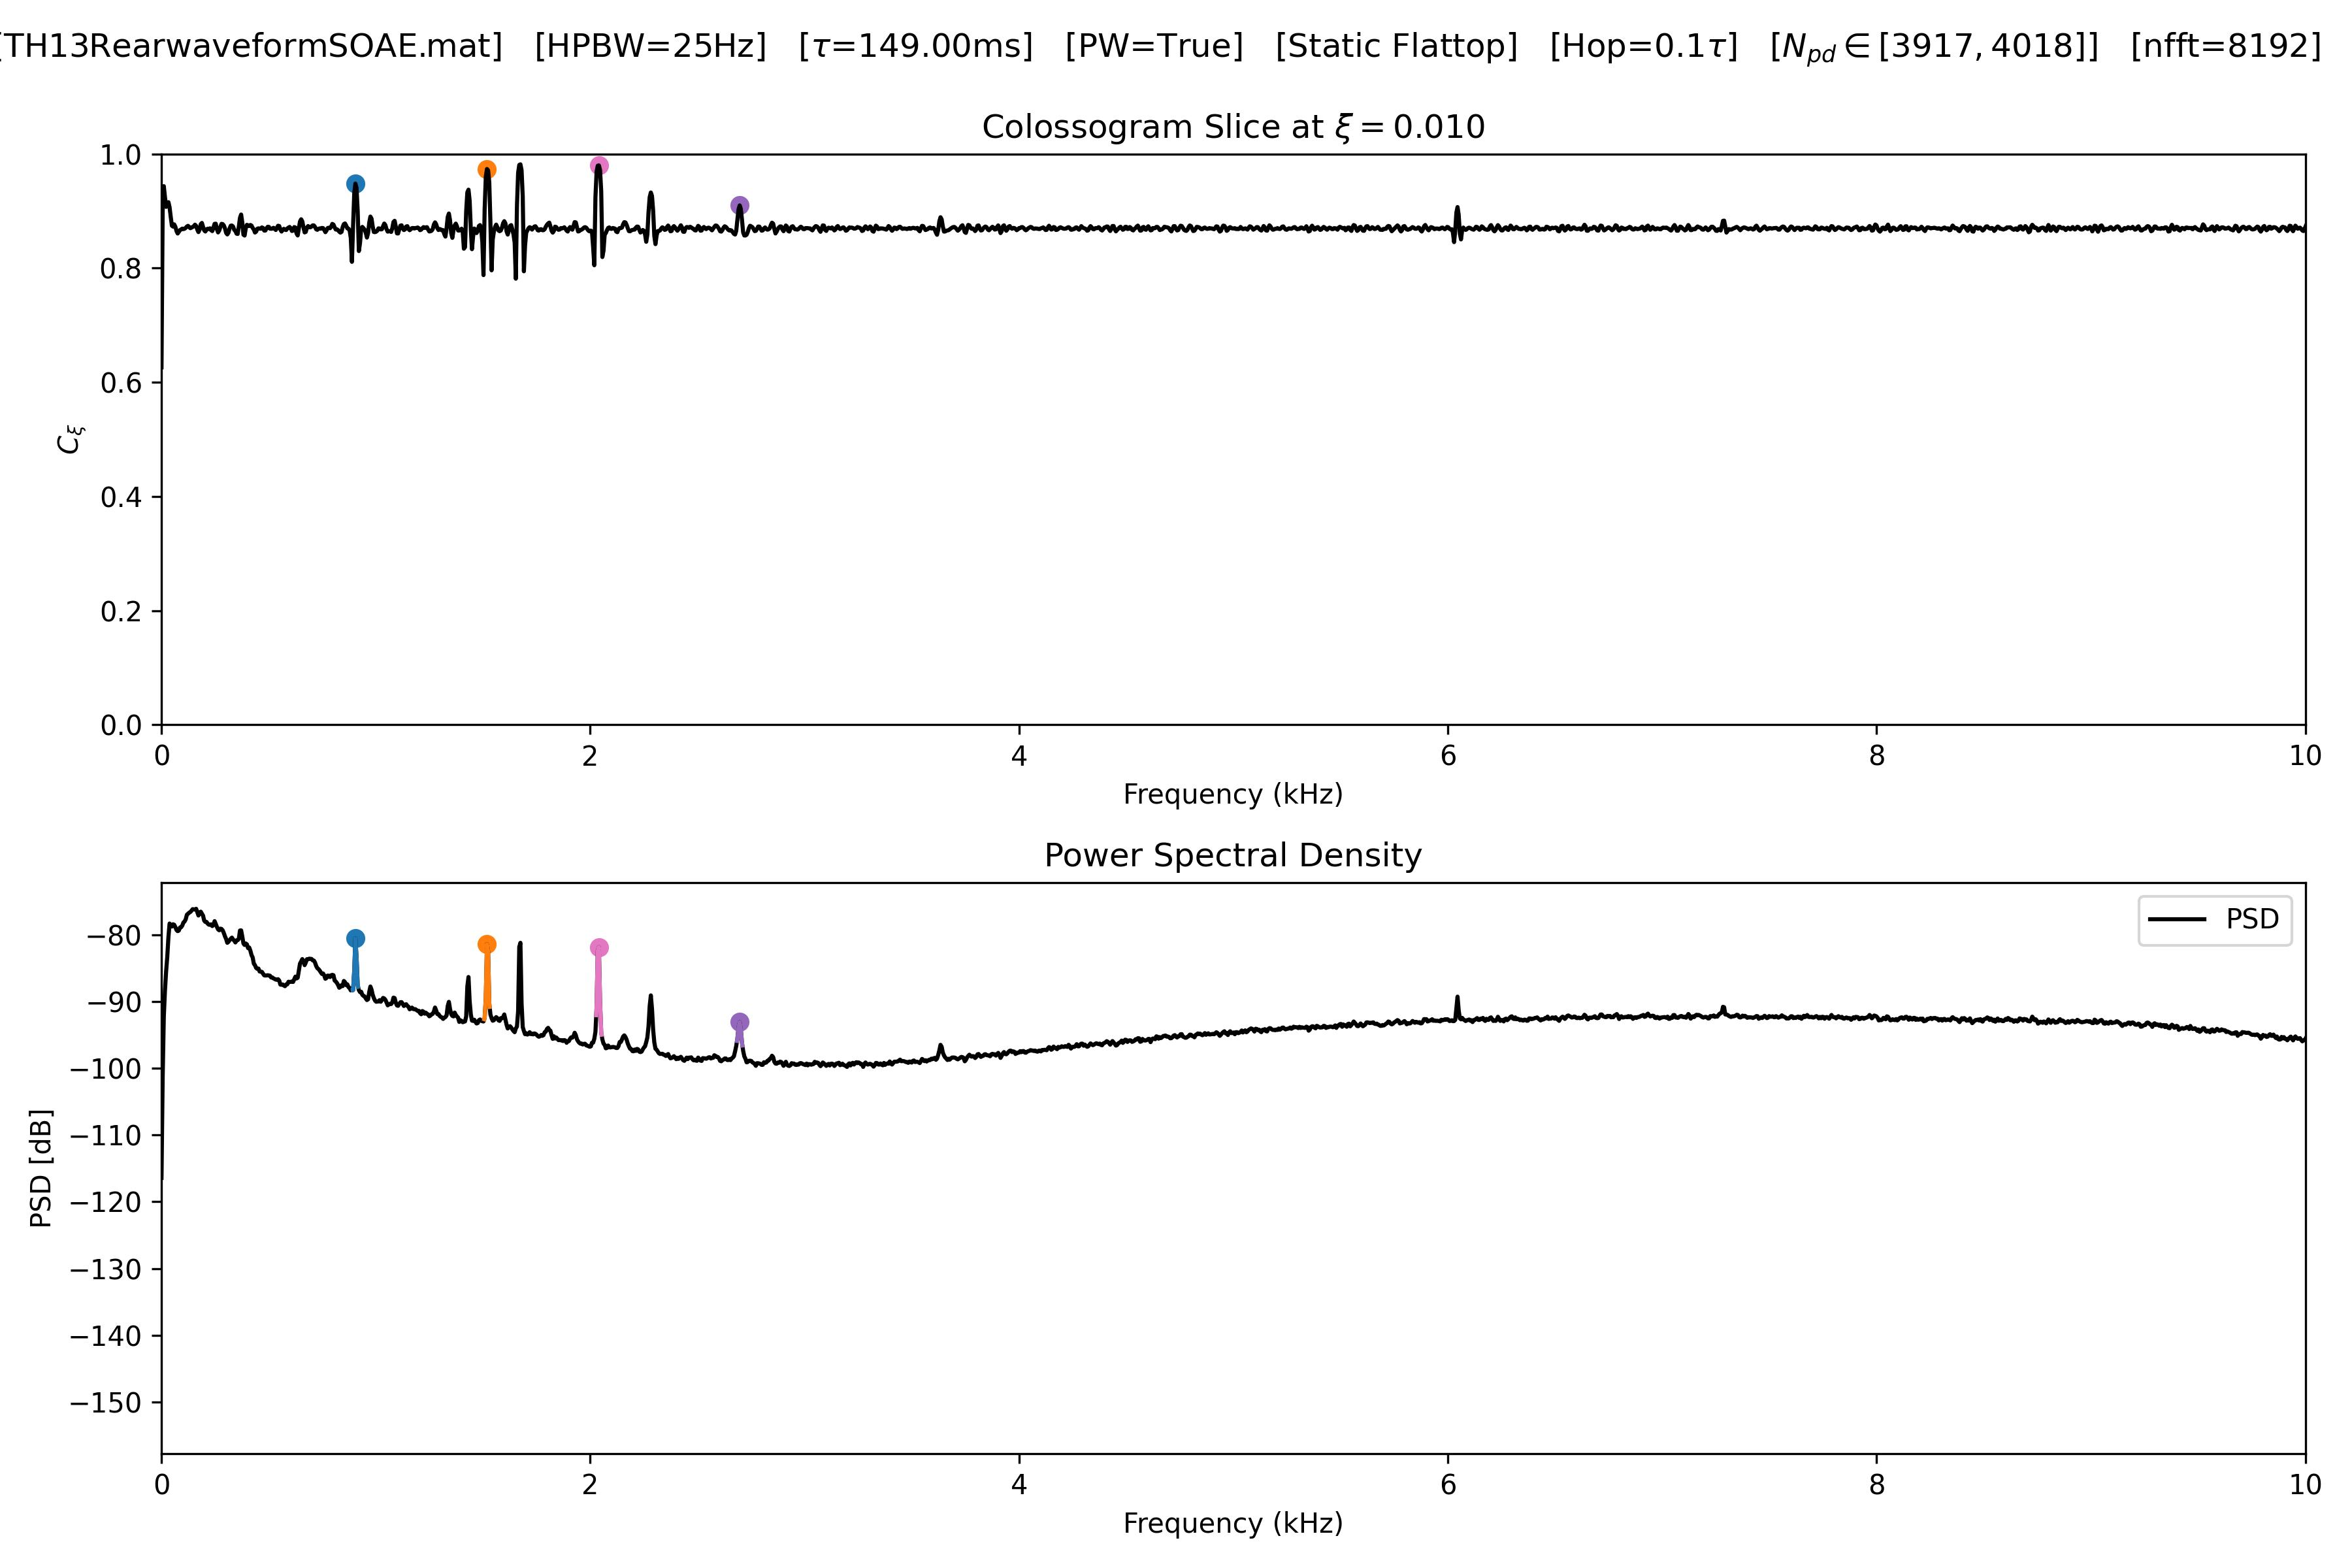 TH13RearwaveformSOAE.mat] [HPBW=25Hz] [τ=149.00ms] [PW=True] [Static Flattop] [Hop=0.1τ] [N_pd ∈ [3917, 4018]] [nfft=8192]
Colossogram Slice at ξ = 0.010
1.0
0.8
0.6
0.4
0.2
0.0
C_ξ
0 2 4 6 8 10
Frequency (kHz)
Power Spectral Density
PSD
−80
−90
−100
−110
−120
−130
−140
−150
PSD [dB]
0 2 4 6 8 10
Frequency (kHz)